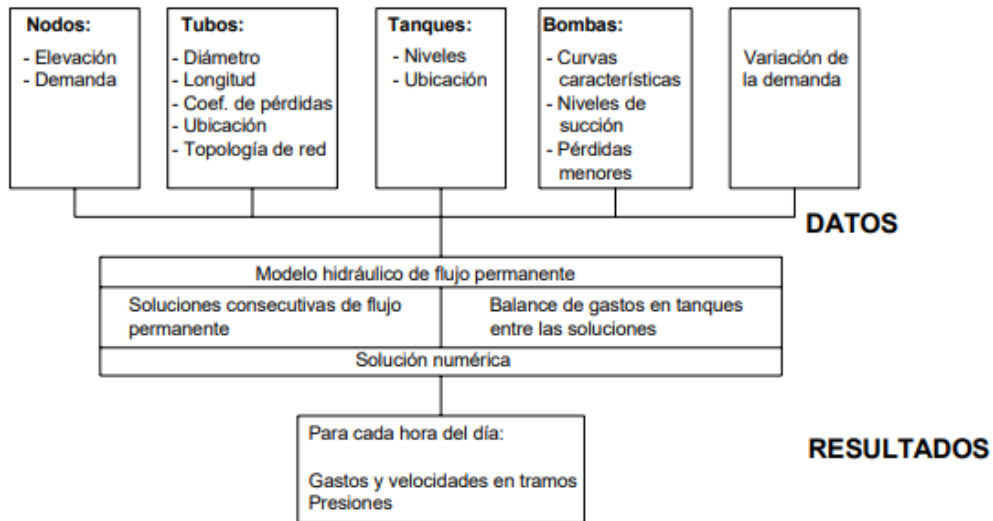 Nodos:
- Elevación
- Demanda
Tubos:
- Diámetro
- Longitud
- Coef. de pérdidas
- Ubicación
- Topología de red
Tanques:
- Niveles
- Ubicación
Bombas:
- Curvas
características
- Niveles de
succión
- Pérdidas
menores
Variación de
la demanda
DATOS
Modelo hidráulico de flujo permanente
Soluciones consecutivas de flujo
permanente
Balance de gastos en tanques
entre las soluciones
Solución numérica
Para cada hora del día:
Gastos y velocidades en tramos
Presiones
RESULTADOS